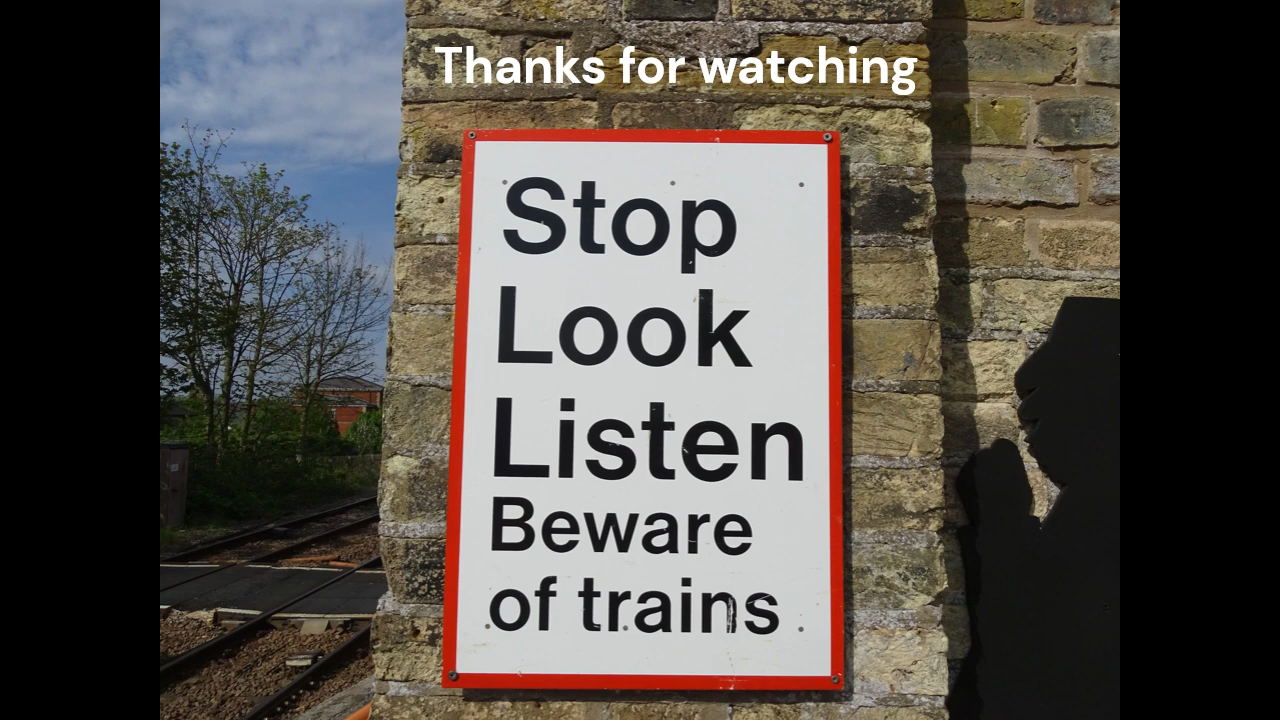 Thanks for watching
Stop
Look
Listen
Beware
of trains